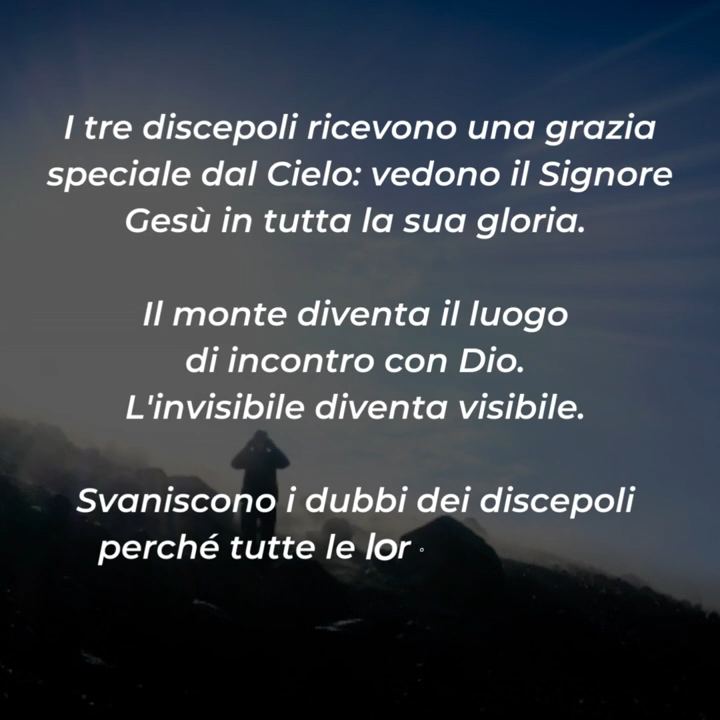 I tre discepoli ricevono una grazia
speciale dal Cielo: vedono il Signore
Gesù in tutta la sua gloria.
Il monte diventa il luogo
di incontro con Dio.
L'invisibile diventa visibile.
Svaniscono i dubbi dei discepoli
perché tutte le lor